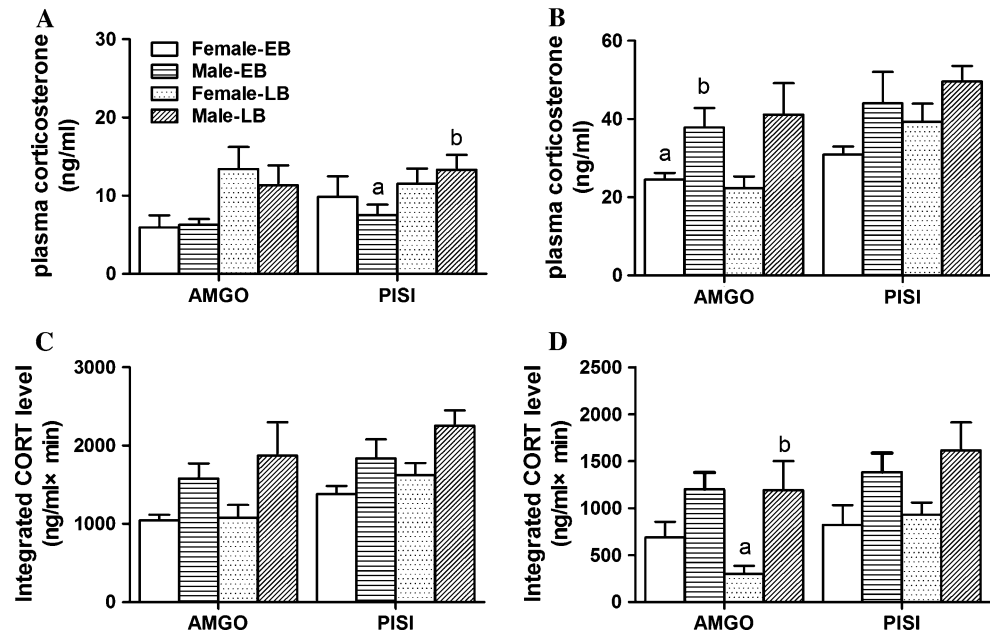 A
plasma corticosterone
(ng/ml)
30
20
10
0
Female-EB
Male-EB
Female-LB
Male-LB
a
b
AMGO
PISI
B
plasma corticosterone
(ng/ml)
60
40
20
0
a
b
AMGO
PISI
C
Integrated CORT level
(ng/ml× min)
3000
2000
1000
0
AMGO
PISI
D
Integrated CORT level
(ng/ml× min)
2500
2000
1500
1000
500
0
a
b
AMGO
PISI